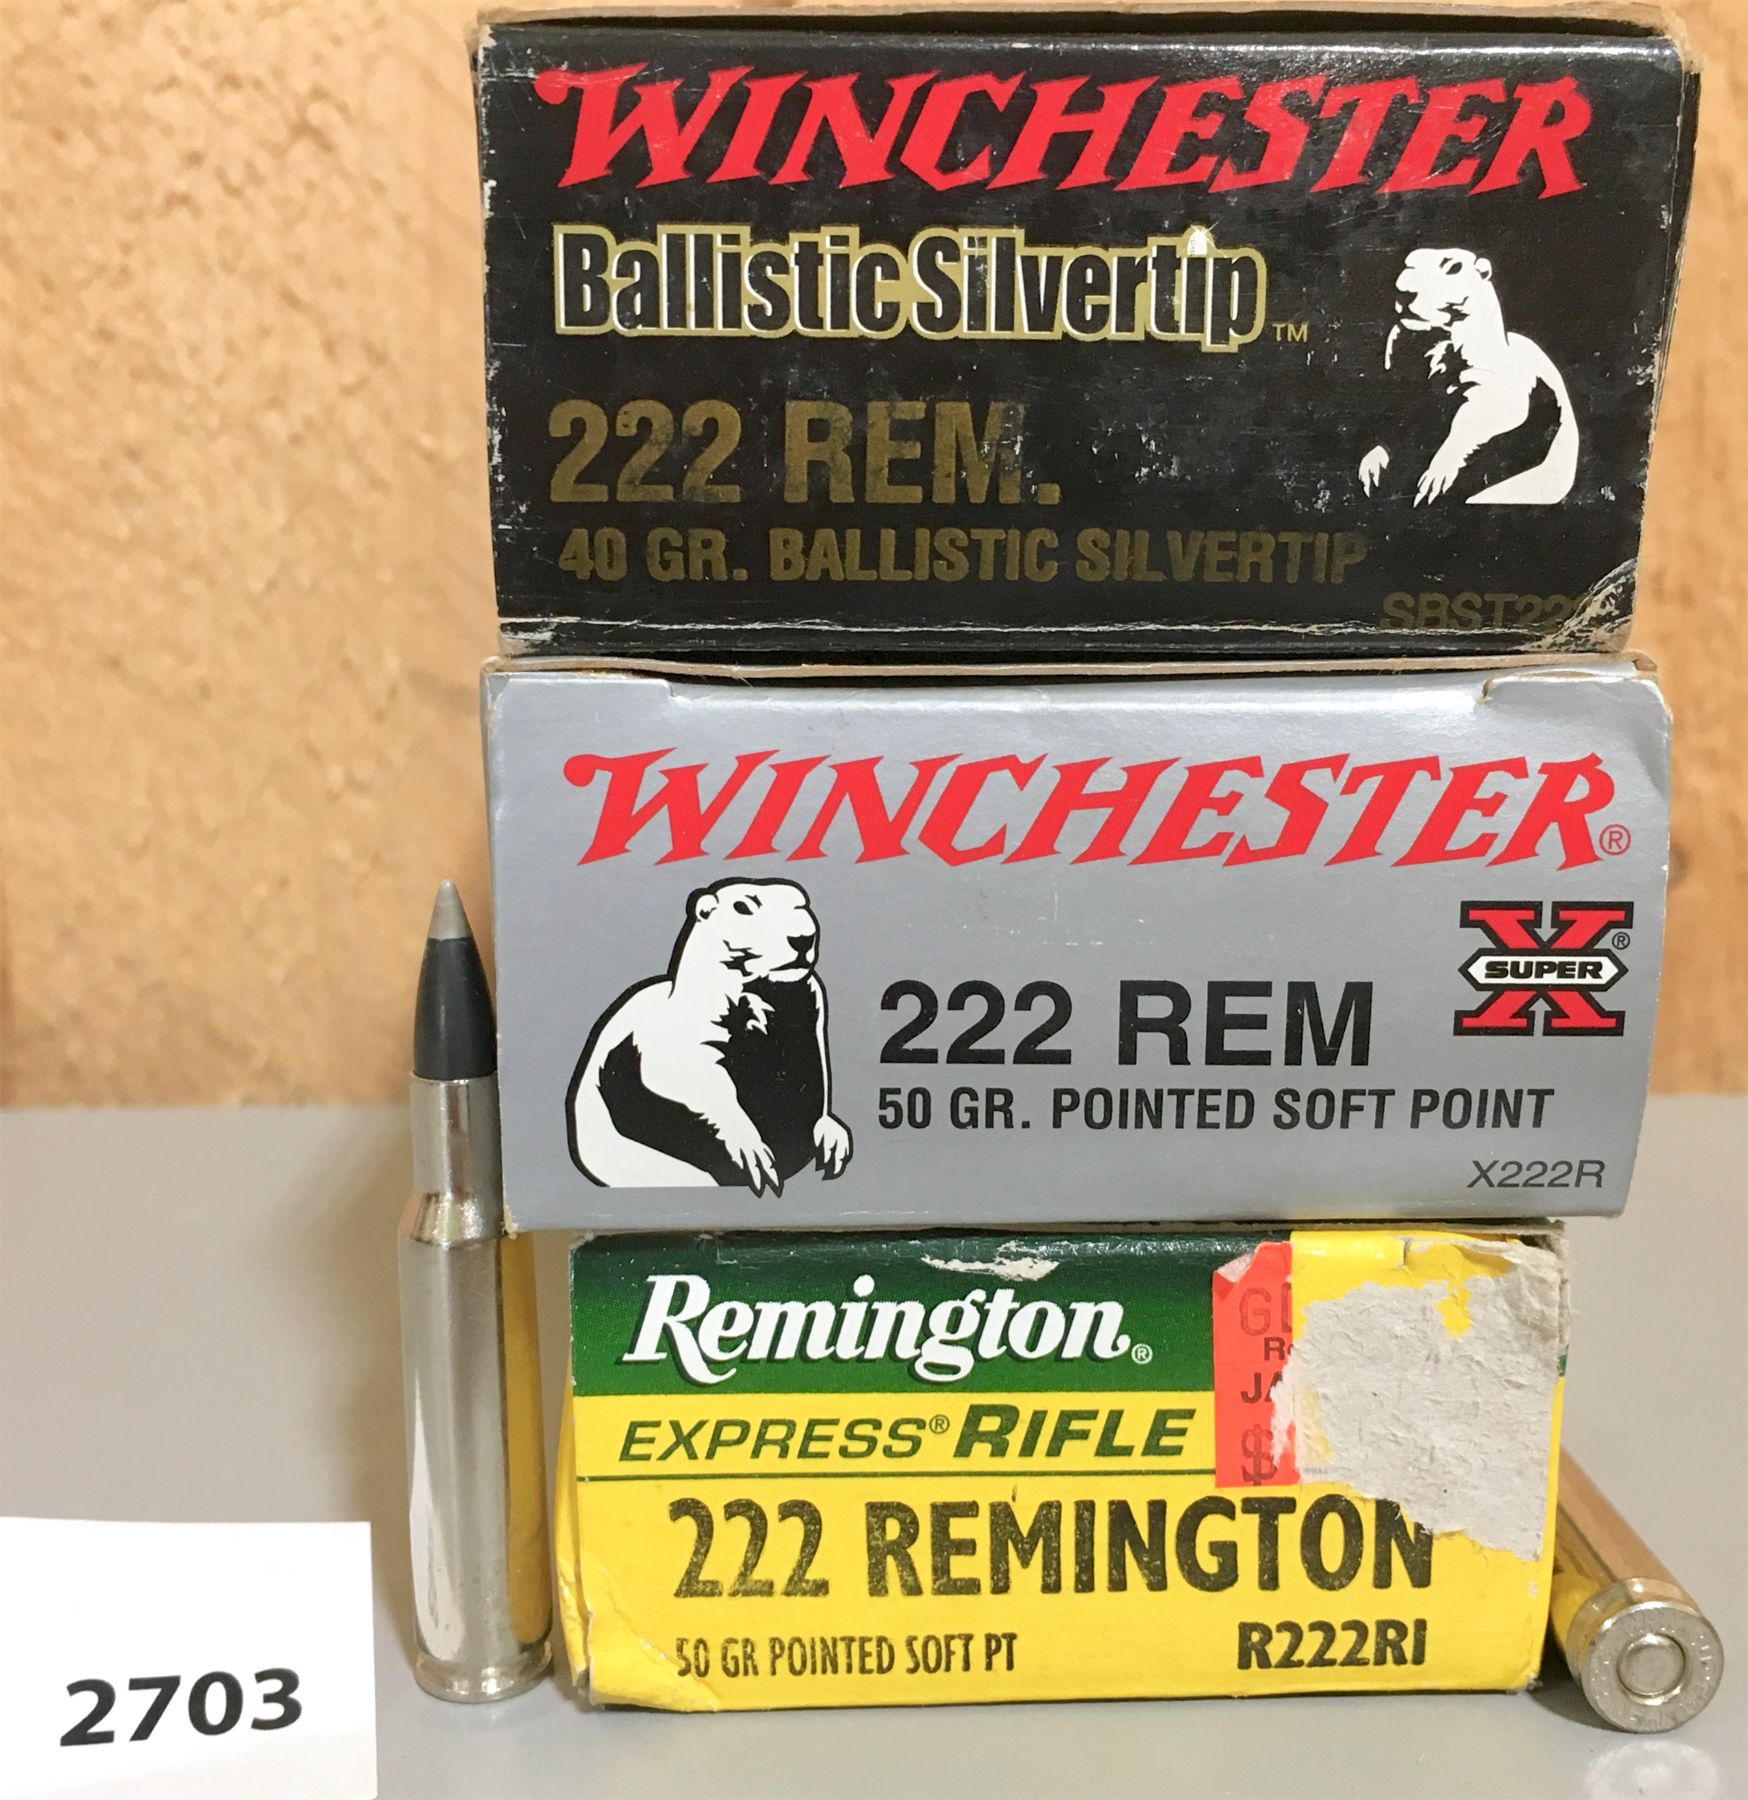 WINCHESTER
Ballistic Silvertip™
222 REM.
40 GR. BALLISTIC SILVERTIP
WINCHESTER®
X® SUPER
222 REM
50 GR. POINTED SOFT POINT
X222R
Remington®
EXPRESS® RIFLE
222 REMINGTON
50 GR POINTED SOFT PT
R222R1
2703